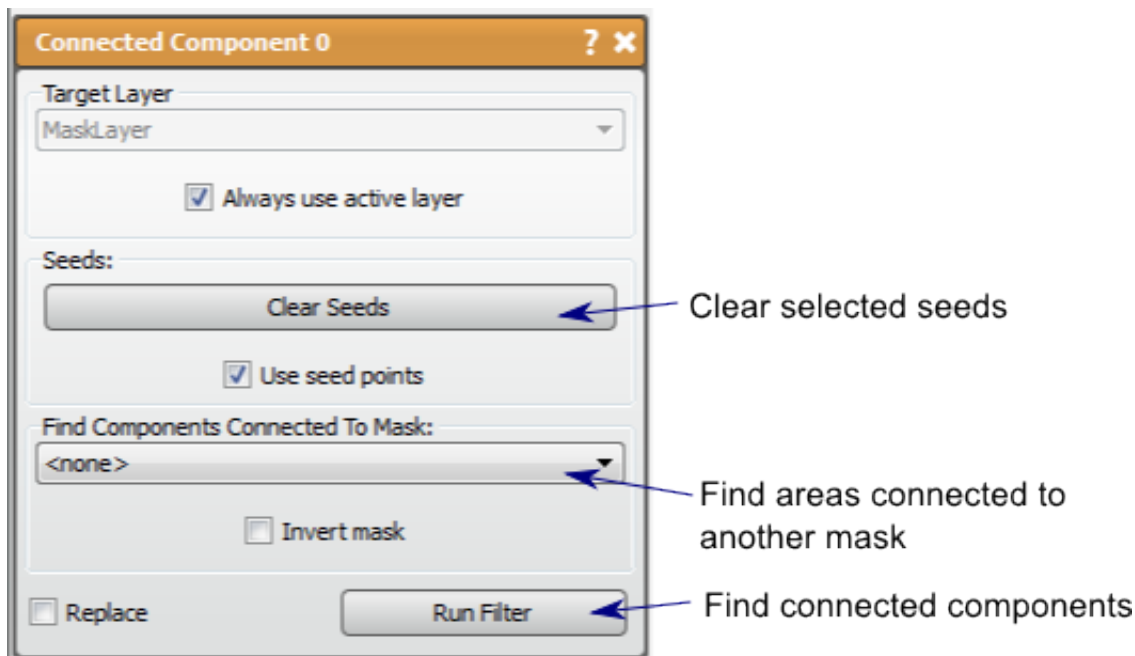 Connected Component 0 ?
Target Layer
MaskLayer
Always use active layer
Seeds:
Clear Seeds
Clear selected seeds
Use seed points
Find Components Connected To Mask:
<none>
Find areas connected to
another mask
Invert mask
Replace
Run Filter
Find connected components